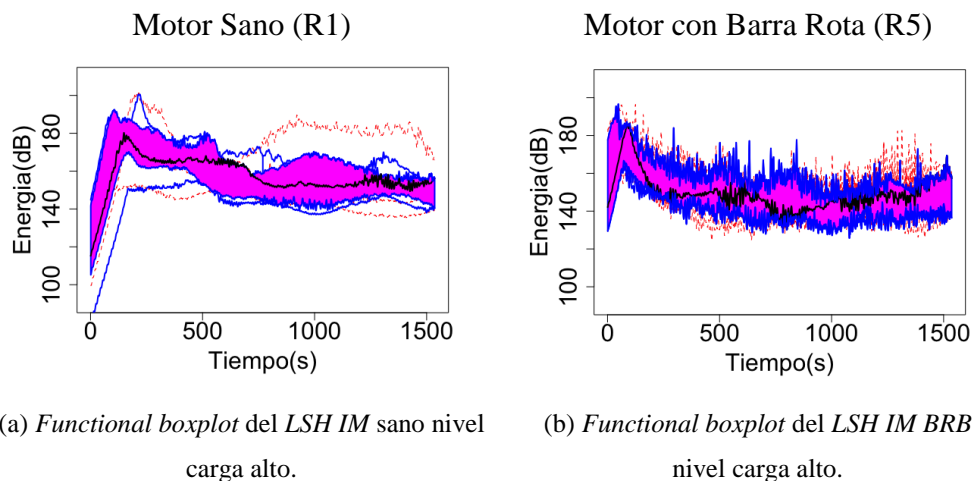 Motor Sano (R1)
Motor con Barra Rota (R5)
Energia(dB)
180
140
100
0
500
1000
1500
Tiempo(s)
Energia(dB)
180
140
100
0
500
1000
1500
Tiempo(s)
(a) Functional boxplot del LSH IM sano nivel
carga alto.
(b) Functional boxplot del LSH IM BRB
nivel carga alto.